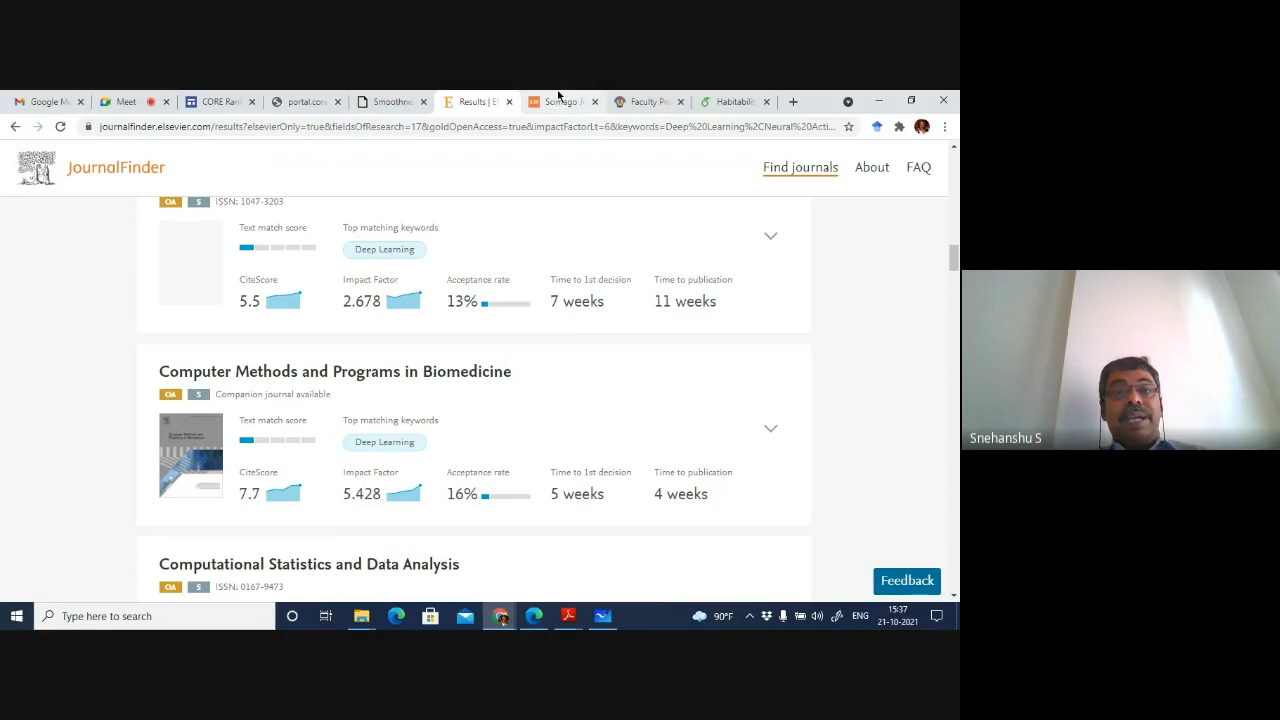 Google M
Meet
CORE Ran
portal.core
Smoothne
Results | El
Scimago J
Faculty Pro
Habitabili
journalfinder.elsevier.com/results?elsevierOnly=true&fieldsOfResearch=17&goldOpenAccess=true&impactFactorLt=6&keywords=Deep%20Learning%2CNeural%20Acti...
JournalFinder
Find journals
About
FAQ
OA S ISSN: 1047-3203
Text match score
Top matching keywords
Deep Learning
CiteScore
Impact Factor
Acceptance rate
Time to 1st decision
Time to publication
5.5
2.678
13%
7 weeks
11 weeks
Computer Methods and Programs in Biomedicine
OA S Companion journal available
Text match score
Top matching keywords
Deep Learning
CiteScore
Impact Factor
Acceptance rate
Time to 1st decision
Time to publication
7.7
5.428
16%
5 weeks
4 weeks
Computational Statistics and Data Analysis
OA S ISSN: 0167-9473
Feedback
Snehanshu S
Type here to search
90°F
ENG
15:37
21-10-2021